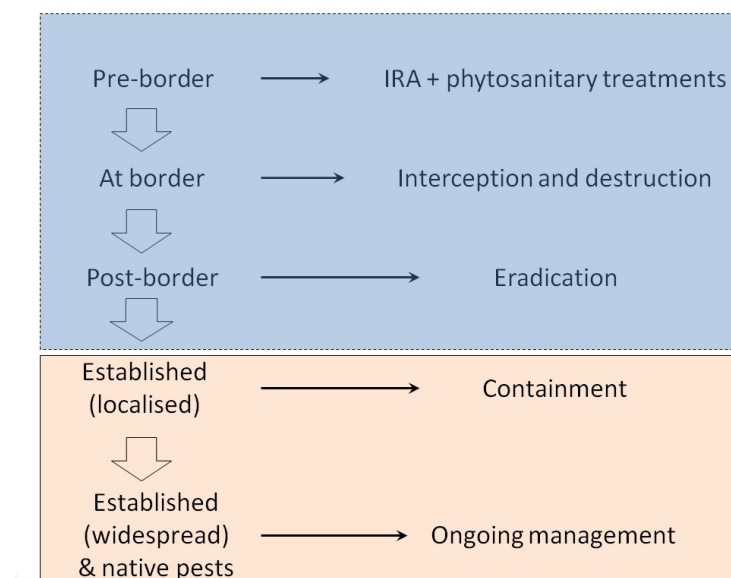 Pre-border
IRA + phytosanitary treatments
At border
Interception and destruction
Post-border
Eradication
Established
(localised)
Containment
Established
(widespread)
& native pests
Ongoing management